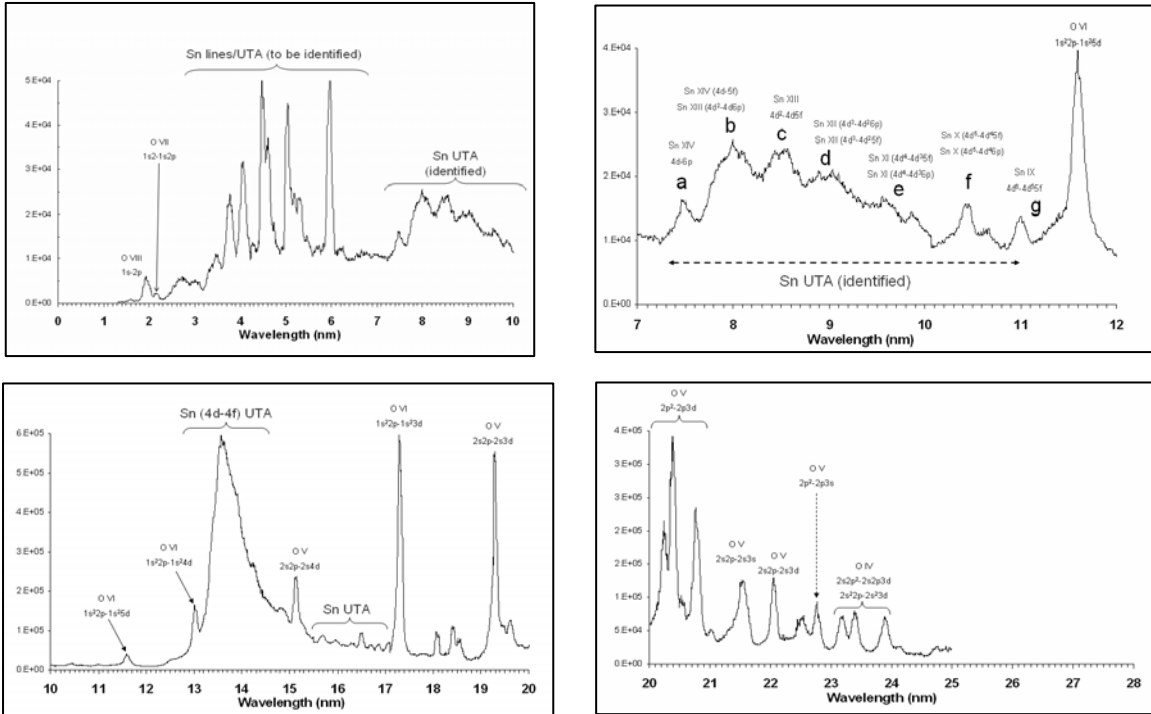 Sn lines/UTA (to be identified)
5.E+04
4.E+04
3.E+04
2.E+04
1.E+04
0.E+00
O VII
1s2-1s2p
O VIII
1s-2p
Sn UTA
(identified)
0 1 2 3 4 5 6 7 8 9 10
Wavelength (nm)
4.E+04
3.E+04
2.E+04
1.E+04
0.E+00
O VI
1s²2p-1s²5d
Sn XIV (4d-5f)
Sn XIII (4d²-4d6p)
Sn XIII
4d²-4d5f
Sn XII (4d³-4d²6p)
Sn XII (4d³-4d²5f)
Sn X (4d⁵-4d⁴5f)
Sn X (4d⁵-4d⁴6p)
Sn XIV
4d-6p
Sn XI (4d⁴-4d³5f)
Sn XI (4d⁴-4d³6p)
Sn IX
4d⁶-4d⁵5f
a b c d e f g
Sn UTA (identified)
7 8 9 10 11 12
Wavelength (nm)
6.E+05
5.E+05
4.E+05
3.E+05
2.E+05
1.E+05
0.E+00
Sn (4d-4f) UTA
O VI
1s²2p-1s²3d
O V
2s2p-2s3d
O VI
1s²2p-1s²4d
O VI
1s²2p-1s²5d
O V
2s2p-2s4d
Sn UTA
10 11 12 13 14 15 16 17 18 19 20
Wavelength (nm)
O V
2p²-2p3d
4.E+05
4.E+05
3.E+05
3.E+05
2.E+05
2.E+05
1.E+05
5.E+04
0.E+00
O V
2p²-2p3s
O V
2s2p-2s3s
O V
2s2p-2s3d
O IV
2s2p²-2s2p3d
2s²2p-2s²3d
20 21 22 23 24 25 26 27 28
Wavelength (nm)